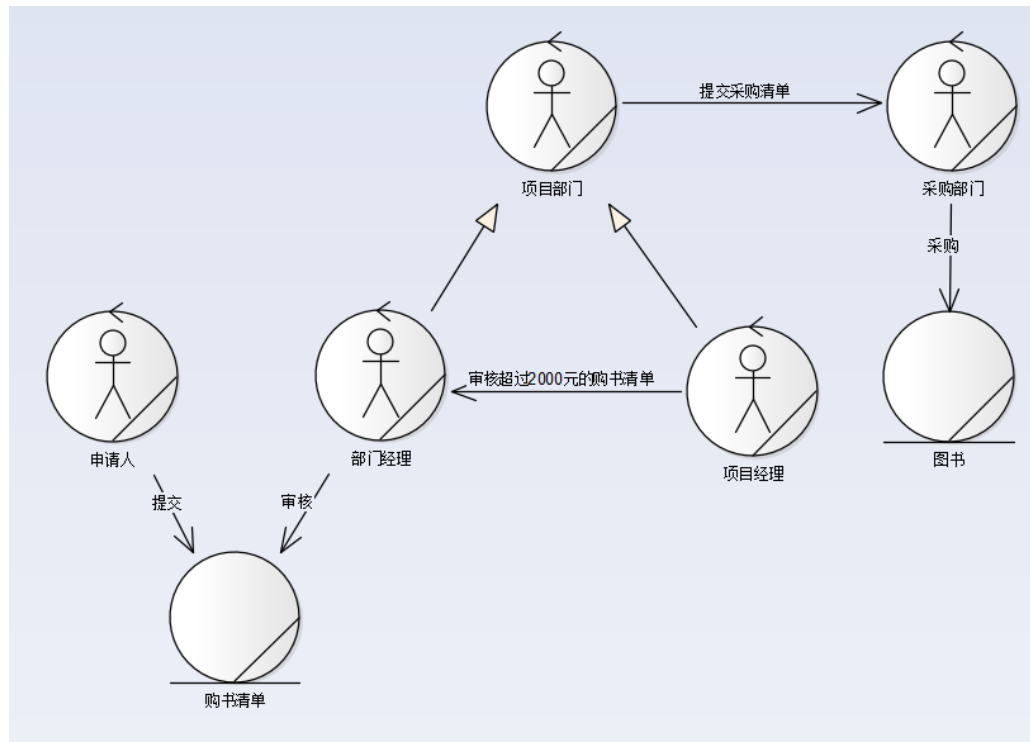 提交采购清单
项目部门
采购部门
采购
审核超过2000元的购书清单
申请人
部门经理
项目经理
图书
提交
审核
购书清单